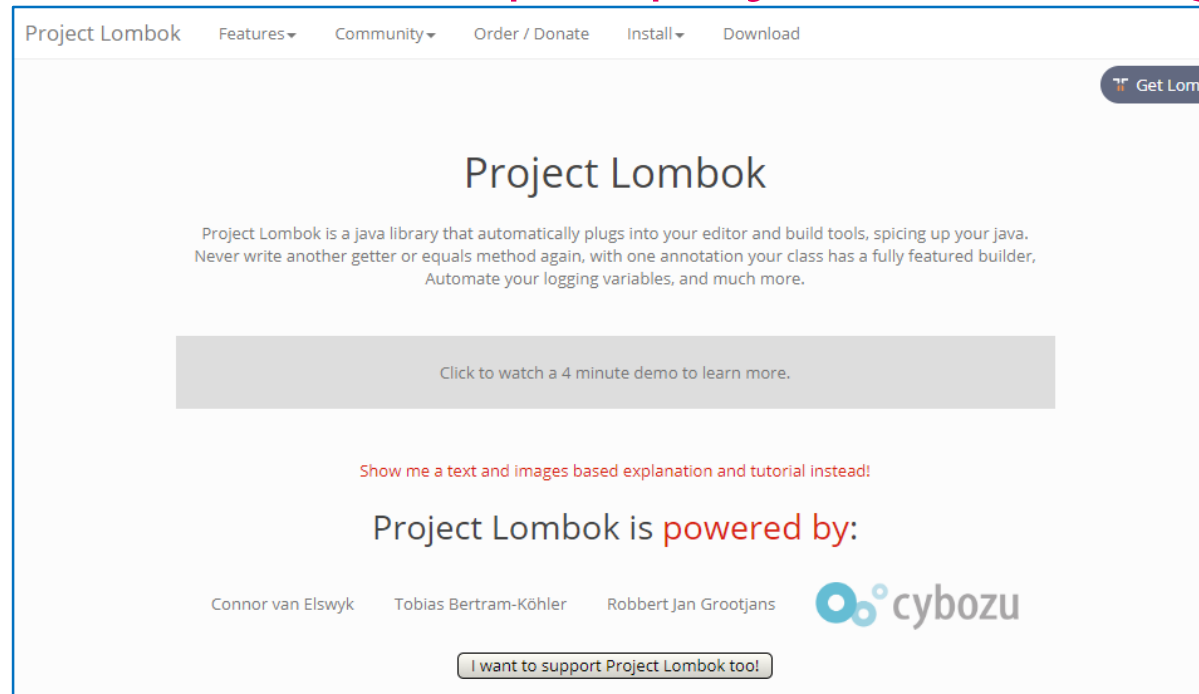 Project Lombok Features Community Order / Donate Install Download
Get Lom
Project Lombok
Project Lombok is a java library that automatically plugs into your editor and build tools, spicing up your java.
Never write another getter or equals method again, with one annotation your class has a fully featured builder,
Automate your logging variables, and much more.
Click to watch a 4 minute demo to learn more.
Show me a text and images based explanation and tutorial instead!
Project Lombok is powered by:
Connor van Elswyk Tobias Bertram-Köhler Robbert Jan Grootjans cybozu
I want to support Project Lombok too!